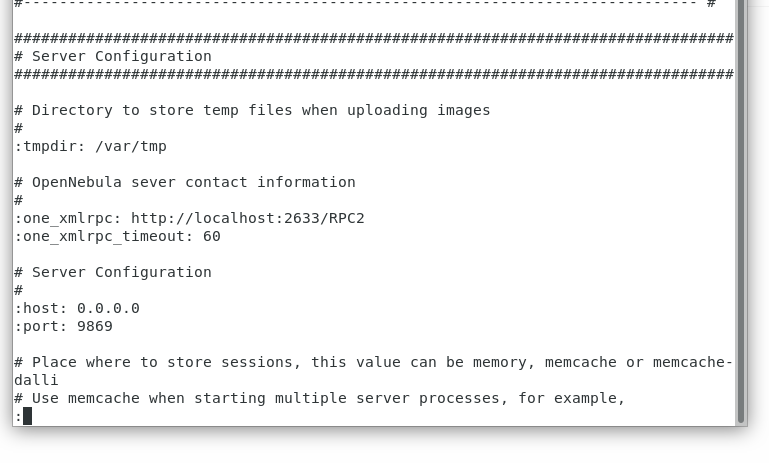 #--------------------------------------------------------------------------- #
################################################################################
# Server Configuration
################################################################################
# Directory to store temp files when uploading images
#
:tmpdir: /var/tmp
# OpenNebula sever contact information
#
:one_xmlrpc: http://localhost:2633/RPC2
:one_xmlrpc_timeout: 60
# Server Configuration
#
:host: 0.0.0.0
:port: 9869
# Place where to store sessions, this value can be memory, memcache or memcache-
dalli
# Use memcache when starting multiple server processes, for example,
: